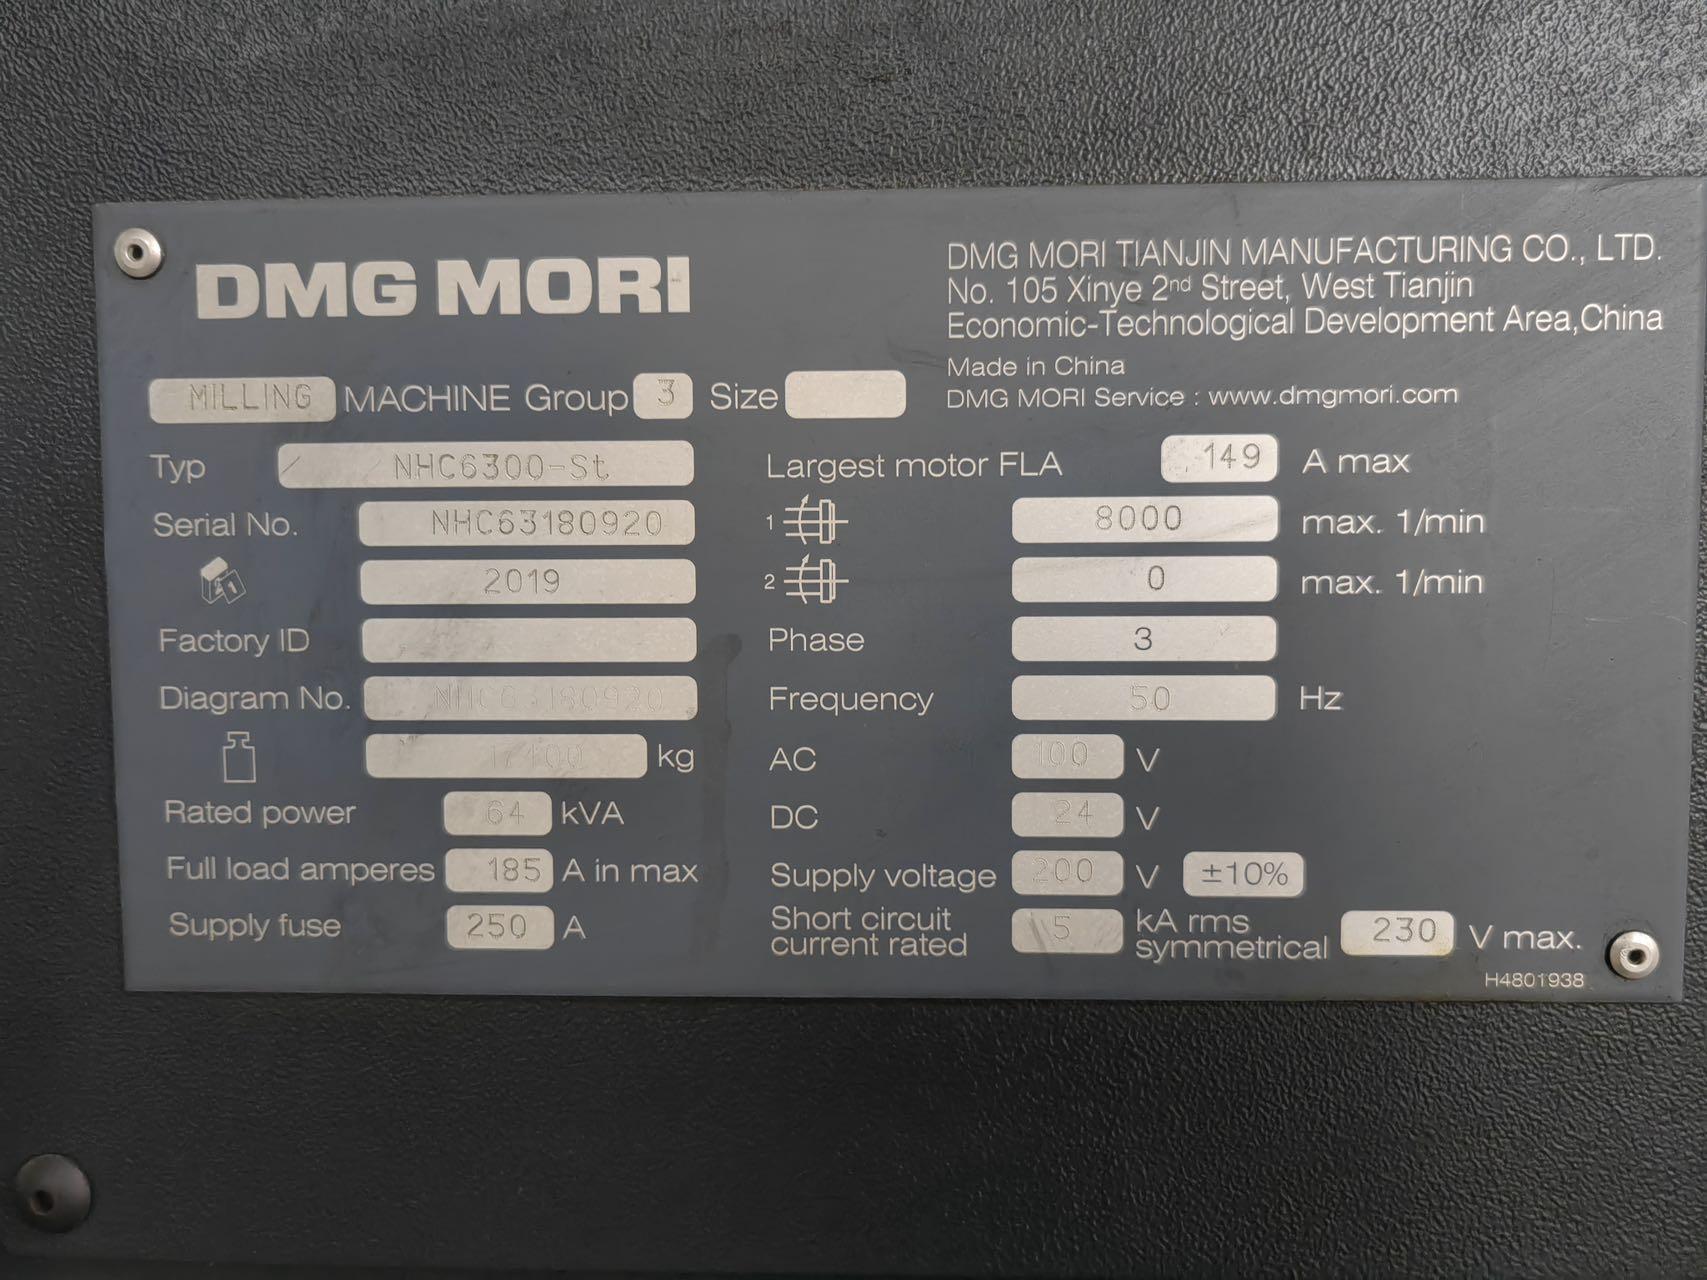 DMG MORI
DMG MORI TIANJIN MANUFACTURING CO., LTD.
No. 105 Xinye 2nd Street, West Tianjin
Economic-Technological Development Area,China
Made in China
DMG MORI Service : www.dmgmori.com
MILLING MACHINE Group 3 Size
Typ NHC6300-St
Serial No. NHC63180920
2019
Factory ID
Diagram No. NHC63180920
kg
Rated power 64 kVA
Full load amperes 185 A in max
Supply fuse 250 A
Largest motor FLA 149 A max
1 8000 max. 1/min
2 0 max. 1/min
Phase 3
Frequency 50 Hz
AC 100 V
DC 24 V
Supply voltage 200 V ±10%
Short circuit current rated 5 kA rms symmetrical 230 V max.
H4801938